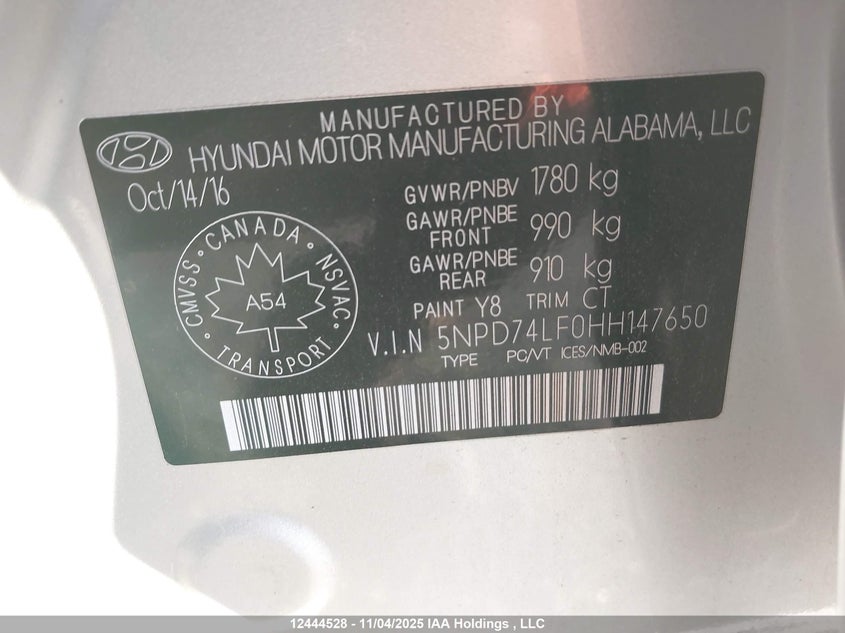 MANUFACTURED BY
HYUNDAI MOTOR MANUFACTURING ALABAMA, LLC
Oct/14/16
GVWR/PNBV 1780 kg
GAWR/PNBE FRONT 990 kg
GAWR/PNBE REAR 910 kg
CMVSS • CANADA • NSVAC • TRANSPORT •
A54
PAINT Y8 TRIM CT
V.I.N 5NPD74LF0HH147650
TYPE PC/VT ICES/NMB-002
12444528 - 11/04/2025 IAA Holdings , LLC